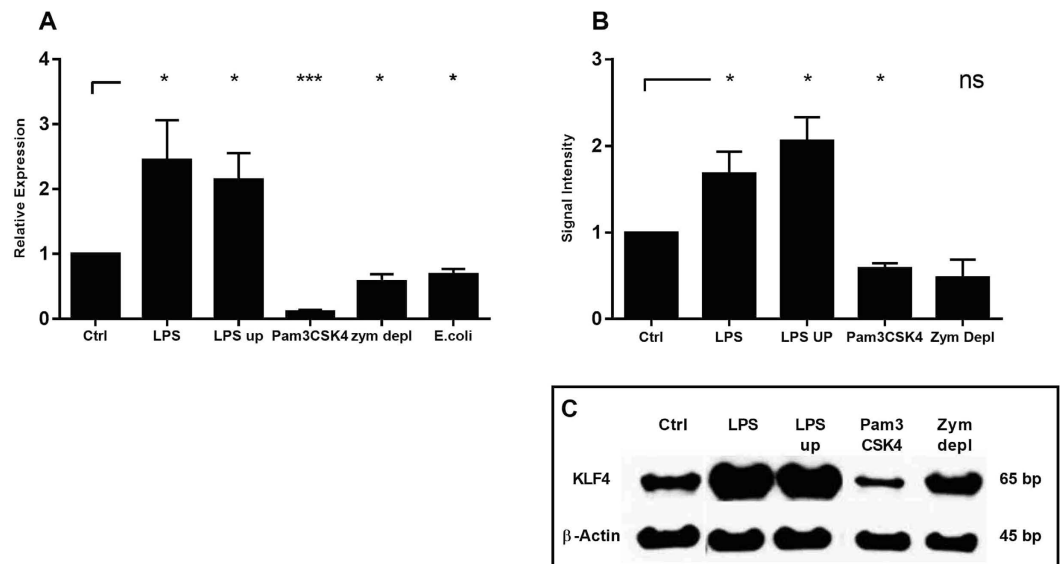 A
Relative Expression
4
3
2
1
0
* * *** * *
Ctrl LPS LPS up Pam3CSK4 zym depl E.coli
B
Signal Intensity
3
2
1
0
* * * ns
Ctrl LPS LPS UP Pam3CSK4 Zym Depl
C
Ctrl LPS LPS Pam3 Zym
up CSK4 depl
KLF4 65 bp
β-Actin 45 bp